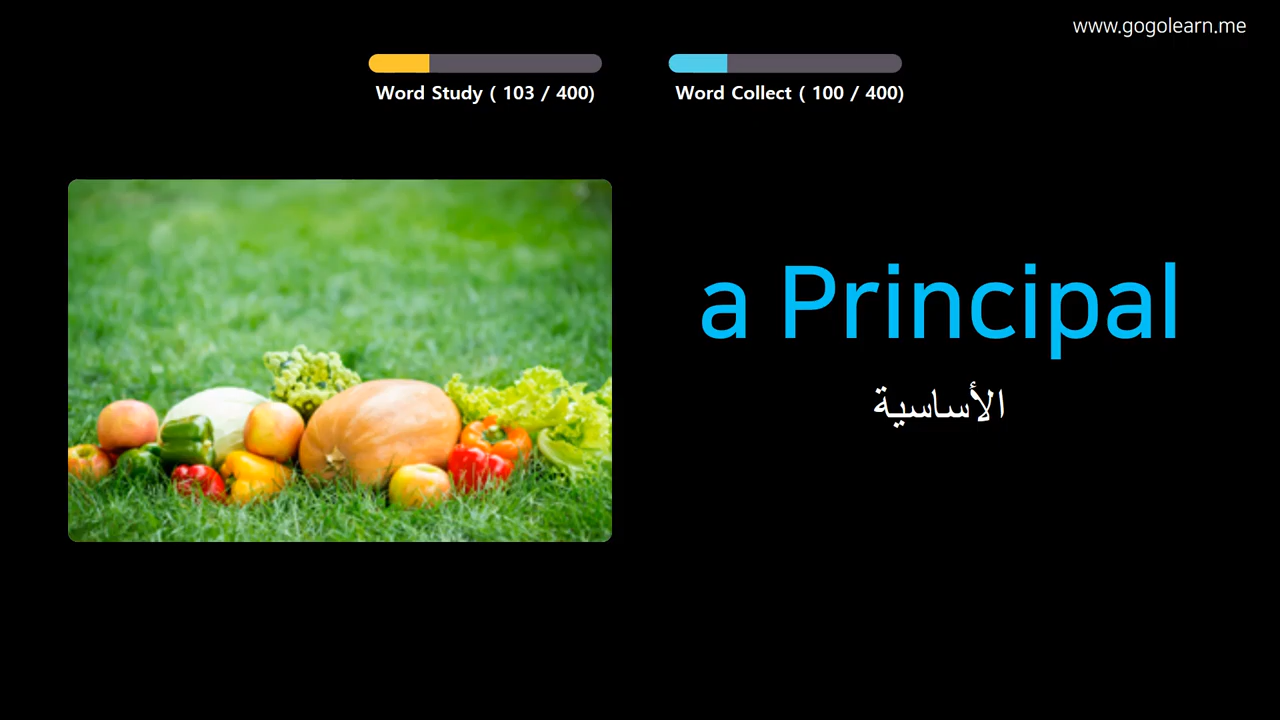 www.gogolearn.me
Word Study ( 103 / 400)
Word Collect ( 100 / 400)
a Principal
الأساسية